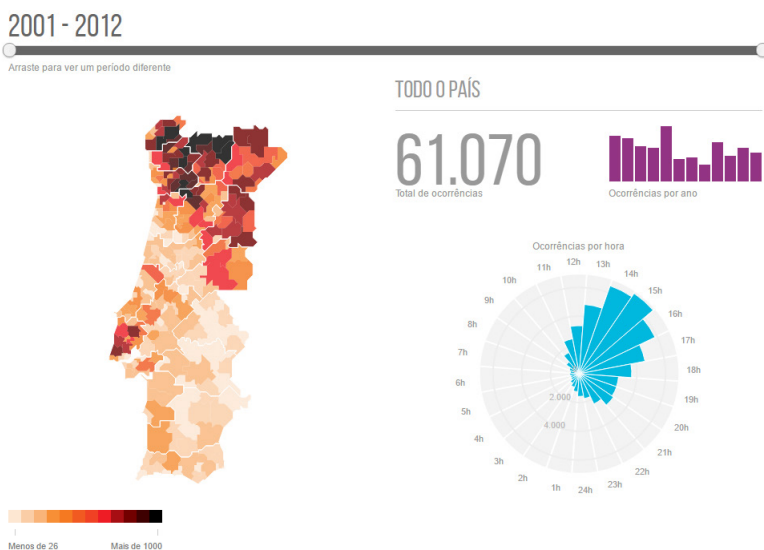 2001 - 2012
Arraste para ver um período diferente
TODO O PAÍS
61.070
Total de ocorrências
Ocorrências por ano
Ocorrências por hora
12h
13h
14h
15h
16h
17h
18h
19h
20h
21h
22h
23h
24h
1h
2h
3h
4h
5h
6h
7h
8h
9h
10h
11h
2.000
4.000
Menos de 26
Mais de 1000